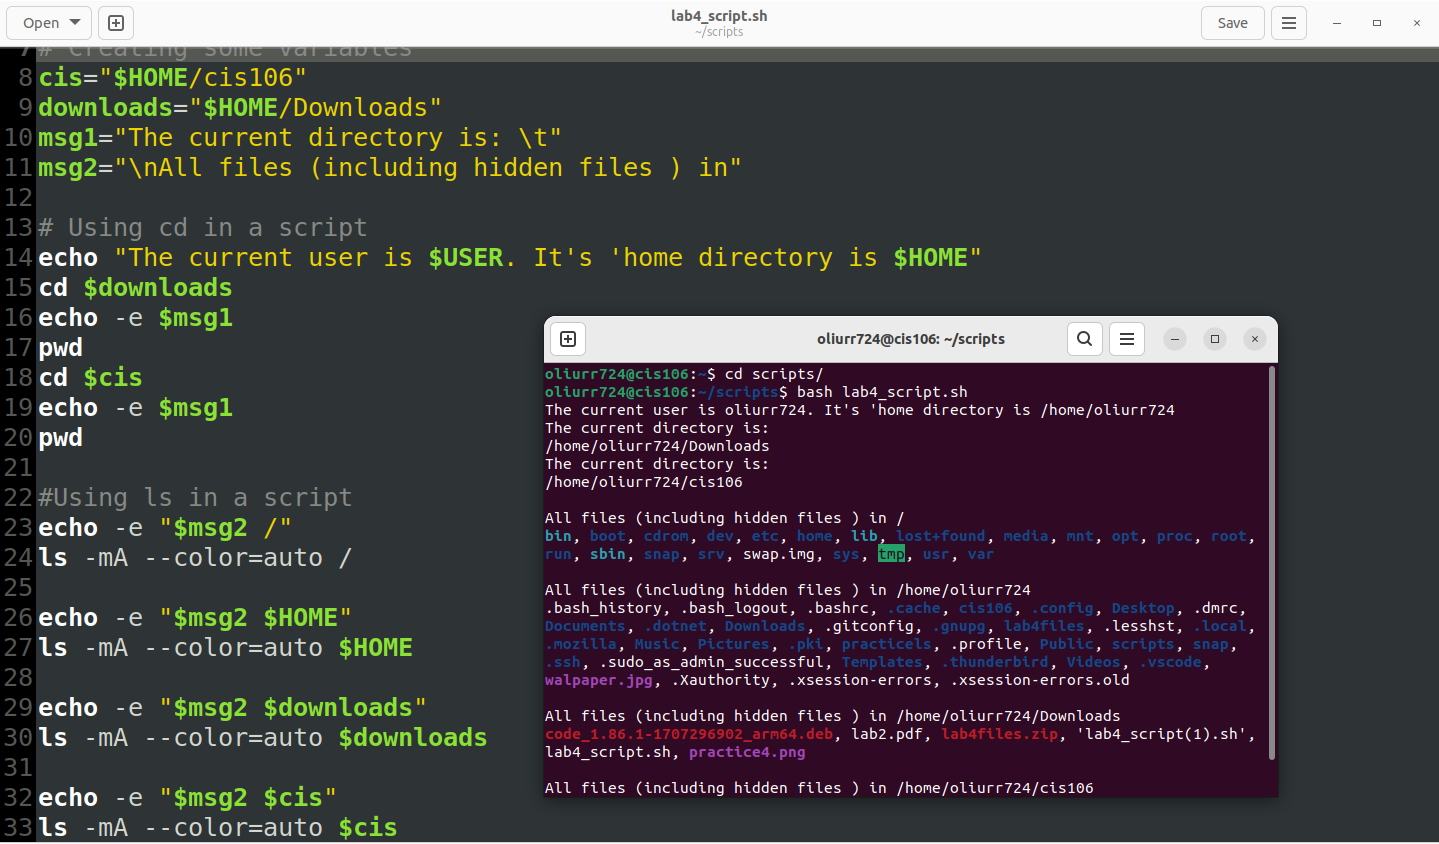 Open
lab4_script.sh
~/scripts
Save
7 # Creating some variables
8 cis="$HOME/cis106"
9 downloads="$HOME/Downloads"
10 msg1="The current directory is: \t"
11 msg2="\nAll files (including hidden files ) in"
12
13 # Using cd in a script
14 echo "The current user is $USER. It's 'home directory is $HOME"
15 cd $downloads
16 echo -e $msg1
17 pwd
18 cd $cis
19 echo -e $msg1
20 pwd
21
22 #Using ls in a script
23 echo -e "$msg2 /"
24 ls -mA --color=auto /
25
26 echo -e "$msg2 $HOME"
27 ls -mA --color=auto $HOME
28
29 echo -e "$msg2 $downloads"
30 ls -mA --color=auto $downloads
31
32 echo -e "$msg2 $cis"
33 ls -mA --color=auto $cis
oliurr724@cis106: ~/scripts
oliurr724@cis106:~$ cd scripts/
oliurr724@cis106:~/scripts$ bash lab4_script.sh
The current user is oliurr724. It's 'home directory is /home/oliurr724
The current directory is:
/home/oliurr724/Downloads
The current directory is:
/home/oliurr724/cis106
All files (including hidden files ) in /
bin, boot, cdrom, dev, etc, home, lib, lost+found, media, mnt, opt, proc, root,
run, sbin, snap, srv, swap.img, sys, tmp, usr, var
All files (including hidden files ) in /home/oliurr724
.bash_history, .bash_logout, .bashrc, .cache, cis106, .config, Desktop, .dmrc,
Documents, .dotnet, Downloads, .gitconfig, .gnupg, lab4files, .lesshst, .local,
.mozilla, Music, Pictures, .pki, practicels, .profile, Public, scripts, snap,
.ssh, .sudo_as_admin_successful, Templates, .thunderbird, Videos, .vscode,
walpaper.jpg, .Xauthority, .xsession-errors, .xsession-errors.old
All files (including hidden files ) in /home/oliurr724/Downloads
code_1.86.1-1707296902_arm64.deb, lab2.pdf, lab4files.zip, 'lab4_script(1).sh',
lab4_script.sh, practice4.png
All files (including hidden files ) in /home/oliurr724/cis106